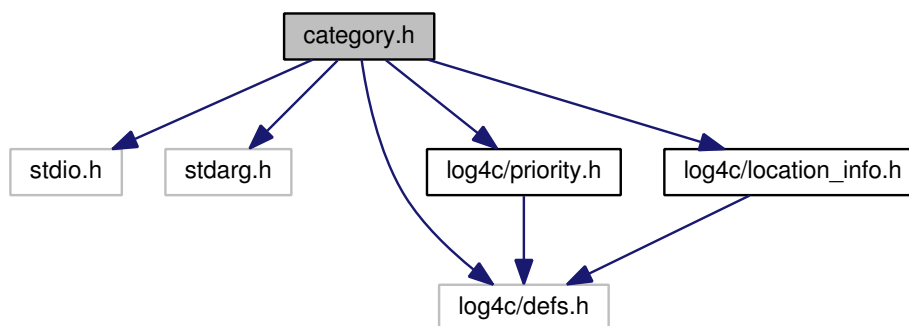 category.h
stdio.h
stdarg.h
log4c/priority.h
log4c/location_info.h
log4c/defs.h